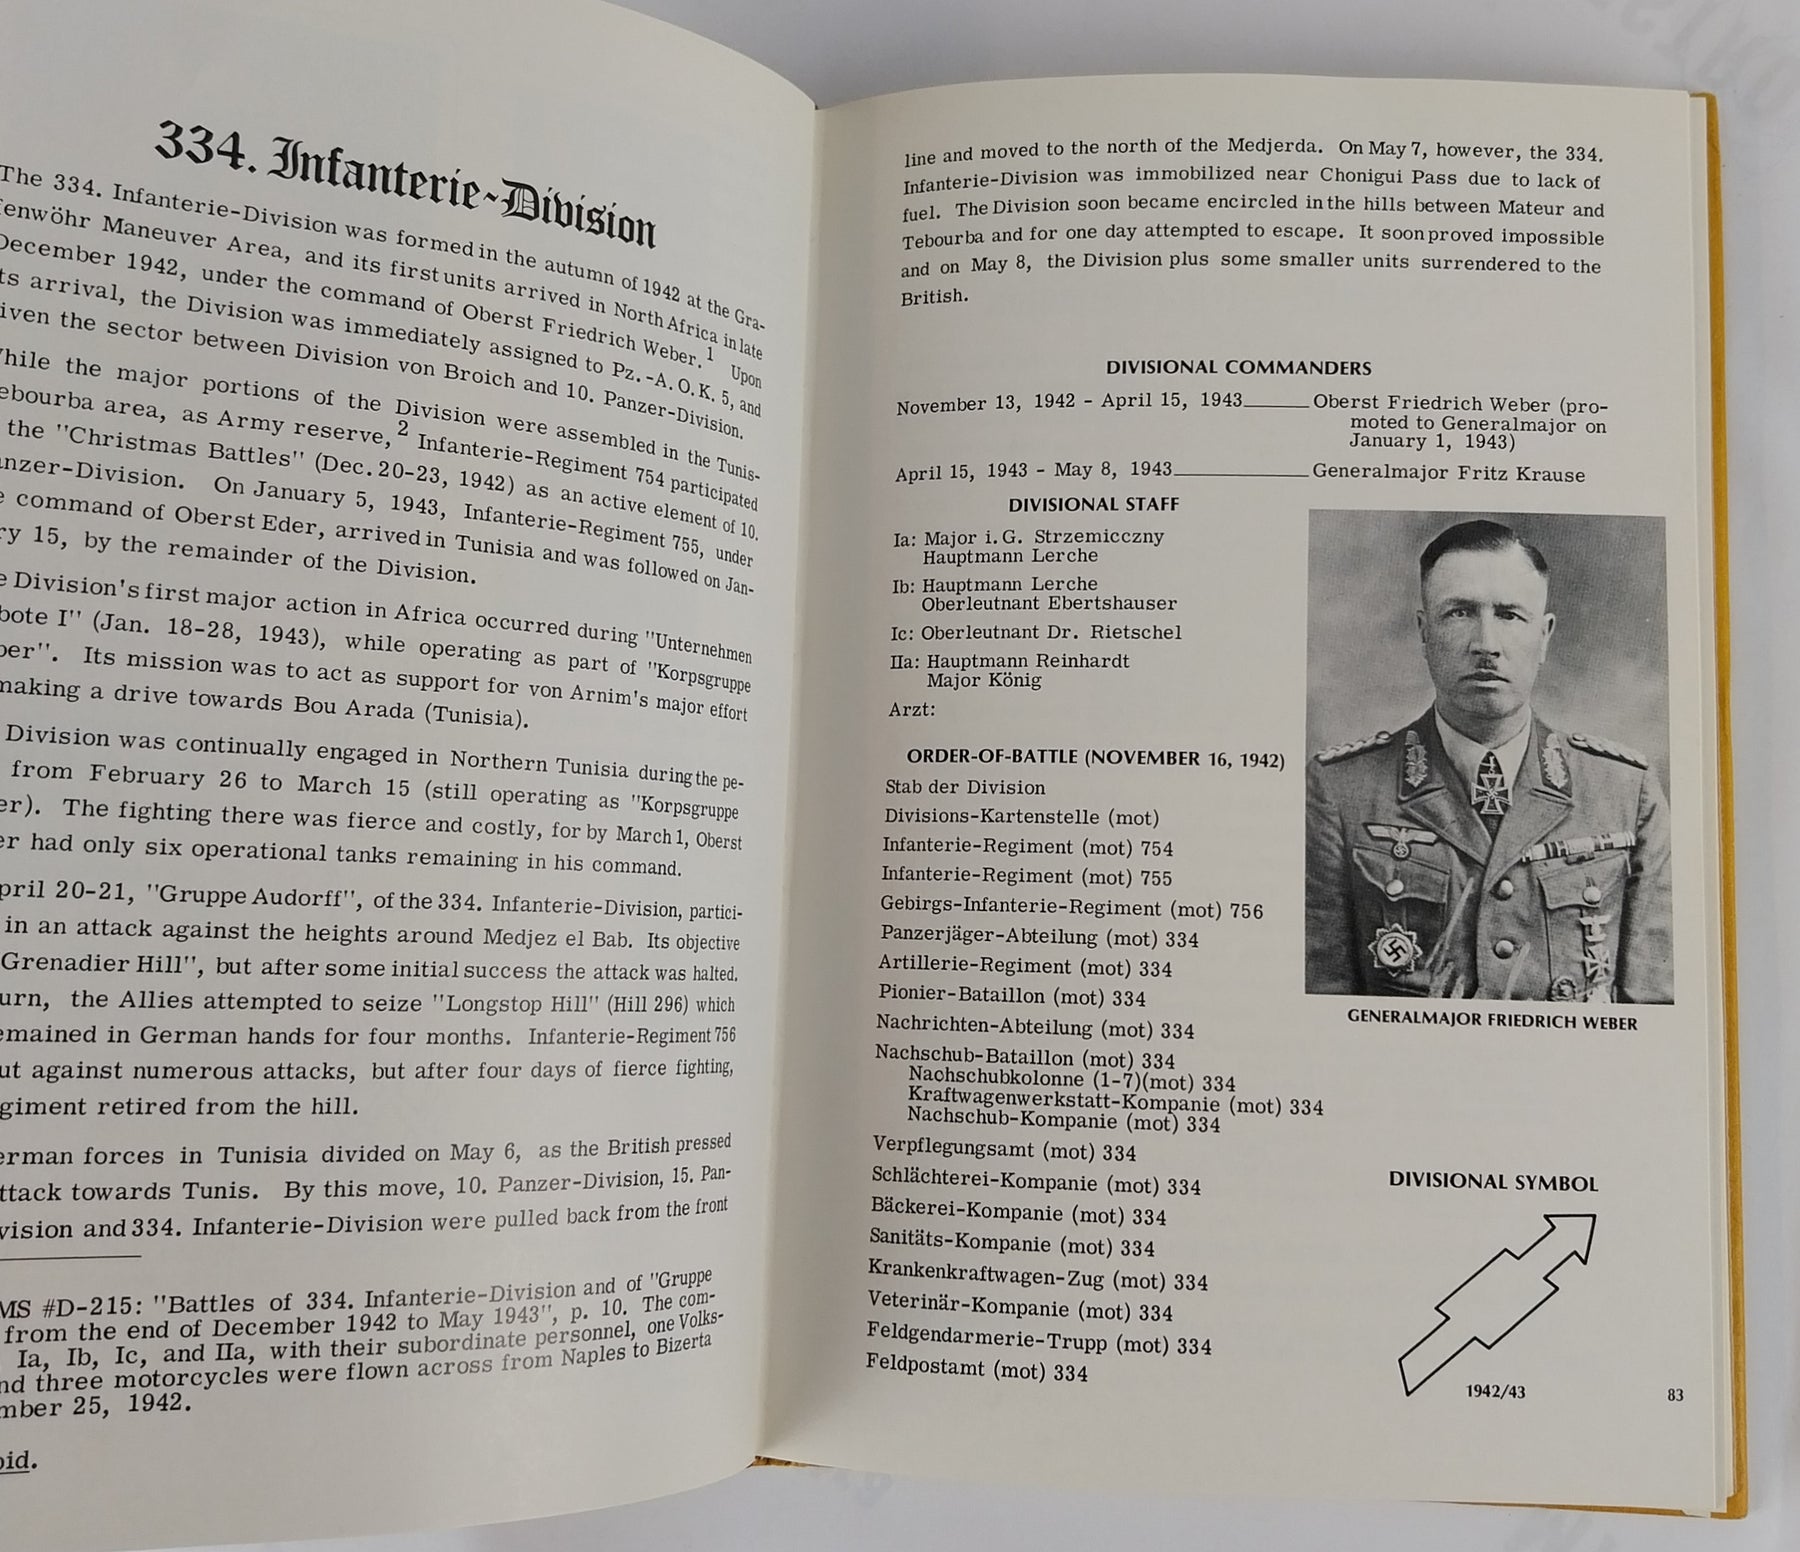 334. Infanterie-Division
The 334. Infanterie-Division was formed in the autumn of 1942 at the Gra-
Maneuver Area, and its first units arrived in North Africa in late
December 1942, under the command of Oberst Friedrich Weber.1 Upon
arrival, the Division was immediately assigned to Pz.-A.O.K. 5, and
the sector between Division von Broich and 10. Panzer-Division.
the major portions of the Division were assembled in the Tunis-
area, as Army reserve,2 Infanterie-Regiment 754 participated
the "Christmas Battles" (Dec. 20-23, 1942) as an active element of 10.
On January 5, 1943, Infanterie-Regiment 755, under
command of Oberst Eder, arrived in Tunisia and was followed on Jan-
15, by the remainder of the Division.
Division's first major action in Africa occurred during "Unternehmen
I" (Jan. 18-28, 1943), while operating as part of "Korpsgruppe
Its mission was to act as support for von Arnim's major effort
making a drive towards Bou Arada (Tunisia).
Division was continually engaged in Northern Tunisia during the pe-
from February 26 to March 15 (still operating as "Korpsgruppe
The fighting there was fierce and costly, for by March 1, Oberst
had only six operational tanks remaining in his command.
20-21, "Gruppe Audorff", of the 334. Infanterie-Division, partici-
in an attack against the heights around Medjez el Bab. Its objective
Grenadier Hill", but after some initial success the attack was halted.
the Allies attempted to seize "Longstop Hill" (Hill 296) which
in German hands for four months. Infanterie-Regiment 756
against numerous attacks, but after four days of fierce fighting,
retired from the hill.
forces in Tunisia divided on May 6, as the British pressed
towards Tunis. By this move, 10. Panzer-Division, 15. Pan-
and 334. Infanterie-Division were pulled back from the front
MS #D-215: "Battles of 334. Infanterie-Division and of "Gruppe
from the end of December 1942 to May 1943", p. 10. The com-
Ia, Ib, Ic, and IIa, with their subordinate personnel, one Volks-
three motorcycles were flown across from Naples to Bizerta
25, 1942.
line and moved to the north of the Medjerda. On May 7, however, the 334.
Infanterie-Division was immobilized near Chonigui Pass due to lack of
fuel. The Division soon became encircled in the hills between Mateur and
Tebourba and for one day attempted to escape. It soon proved impossible
and on May 8, the Division plus some smaller units surrendered to the
British.
DIVISIONAL COMMANDERS
November 13, 1942 - April 15, 1943 Oberst Friedrich Weber (pro-
moted to Generalmajor on
January 1, 1943)
April 15, 1943 - May 8, 1943 Generalmajor Fritz Krause
DIVISIONAL STAFF
Ia: Major i.G. Strzemicczny
Hauptmann Lerche
Ib: Hauptmann Lerche
Oberleutnant Ebertshauser
Ic: Oberleutnant Dr. Rietschel
IIa: Hauptmann Reinhardt
Major König
Arzt:
ORDER-OF-BATTLE (NOVEMBER 16, 1942)
Stab der Division
Divisions-Kartenstelle (mot)
Infanterie-Regiment (mot) 754
Infanterie-Regiment (mot) 755
Gebirgs-Infanterie-Regiment (mot) 756
Panzerjäger-Abteilung (mot) 334
Artillerie-Regiment (mot) 334
Pionier-Bataillon (mot) 334
Nachrichten-Abteilung (mot) 334
Nachschub-Bataillon (mot) 334
Nachschubkolonne (1-7)(mot) 334
Kraftwagenwerkstatt-Kompanie (mot) 334
Nachschub-Kompanie (mot) 334
Verpflegungsamt (mot) 334
Schlächterei-Kompanie (mot) 334
Bäckerei-Kompanie (mot) 334
Sanitäts-Kompanie (mot) 334
Krankenkraftwagen-Zug (mot) 334
Veterinär-Kompanie (mot) 334
Feldgendarmerie-Trupp (mot) 334
Feldpostamt (mot) 334
GENERALMAJOR FRIEDRICH WEBER
DIVISIONAL SYMBOL
1942/43
83